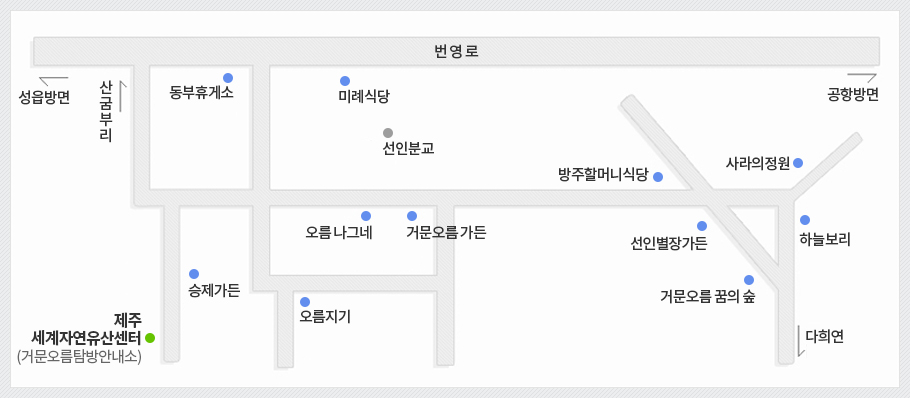 번영로
성읍방면
산굼부리
동부휴게소
미례식당
공항방면
선인분교
사라의정원
방주할머니식당
오름 나그네
거문오름 가든
선인별장가든
하늘보리
승제가든
거문오름 꿈의 숲
오름지기
제주
세계자연유산센터
(거문오름탐방안내소)
다희연